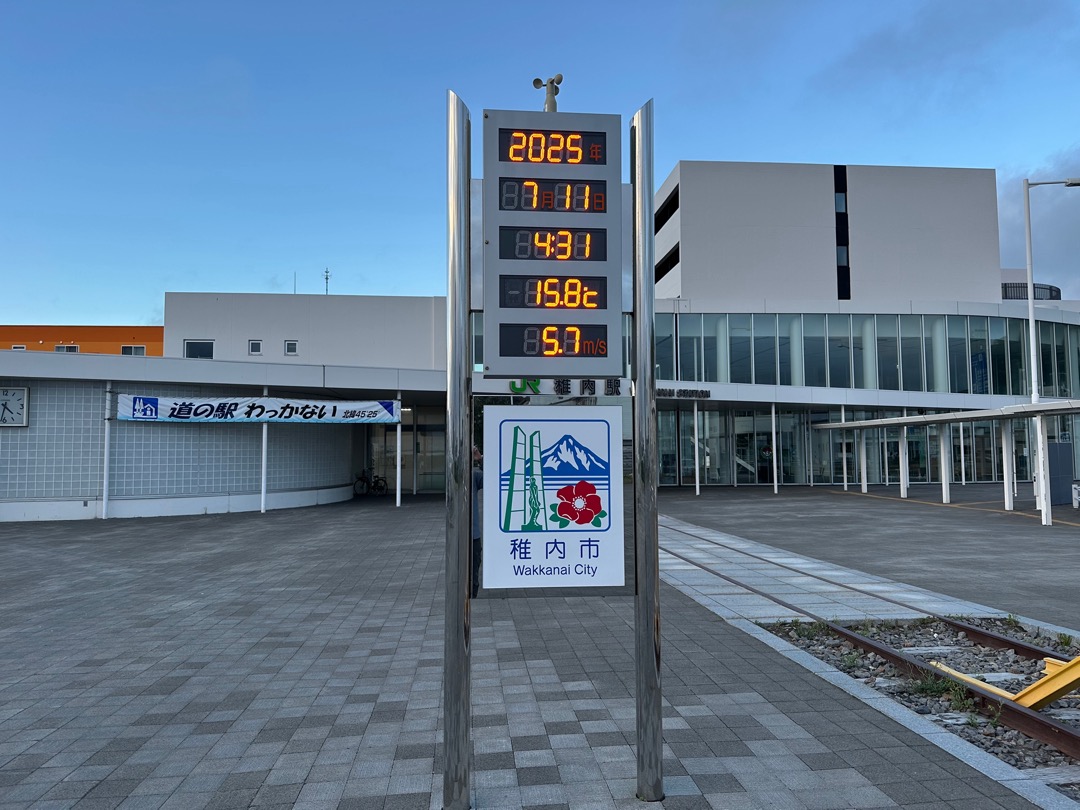 2025年
7月11日
4:31
15.8℃
5.7m/s
JR 稚内駅
道の駅 わっかない 北緯45°25'
稚内市
Wakkanai City